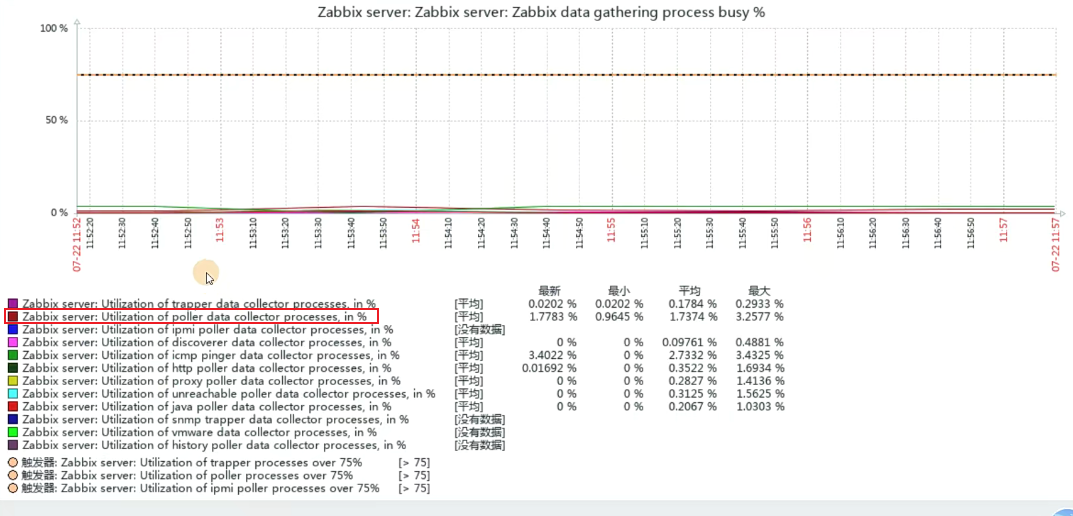 Zabbix server: Zabbix server: Zabbix data gathering process busy %
100 %
50 %
0 %
07-22 11:52
11:52:20
11:52:30
11:52:40
11:52:50
11:53
11:53:10
11:53:20
11:53:30
11:53:40
11:53:50
11:54
11:54:10
11:54:20
11:54:30
11:54:40
11:54:50
11:55
11:55:10
11:55:20
11:55:30
11:55:40
11:55:50
11:56
11:56:10
11:56:20
11:56:30
11:56:40
11:56:50
11:57
07-22 11:57
最新 最小 平均 最大
Zabbix server: Utilization of trapper data collector processes, in % [平均] 0.0202 % 0.0202 % 0.1784 % 0.2933 %
Zabbix server: Utilization of poller data collector processes, in % [平均] 1.7783 % 0.9645 % 1.7374 % 3.2577 %
Zabbix server: Utilization of ipmi poller data collector processes, in % [没有数据]
Zabbix server: Utilization of discoverer data collector processes, in % [平均] 0 % 0 % 0.09761 % 0.4881 %
Zabbix server: Utilization of icmp pinger data collector processes, in % [平均] 3.4022 % 0 % 2.7332 % 3.4325 %
Zabbix server: Utilization of http poller data collector processes, in % [平均] 0.01692 % 0 % 0.3522 % 1.6934 %
Zabbix server: Utilization of proxy poller data collector processes, in % [平均] 0 % 0 % 0.2827 % 1.4136 %
Zabbix server: Utilization of unreachable poller data collector processes, in % [平均] 0 % 0 % 0.3125 % 1.5625 %
Zabbix server: Utilization of java poller data collector processes, in % [平均] 0 % 0 % 0.2067 % 1.0303 %
Zabbix server: Utilization of snmp trapper data collector processes, in % [没有数据]
Zabbix server: Utilization of vmware data collector processes, in % [没有数据]
Zabbix server: Utilization of history poller data collector processes, in % [没有数据]
触发器: Zabbix server: Utilization of trapper processes over 75% [> 75]
触发器: Zabbix server: Utilization of poller processes over 75% [> 75]
触发器: Zabbix server: Utilization of ipmi poller processes over 75% [> 75]